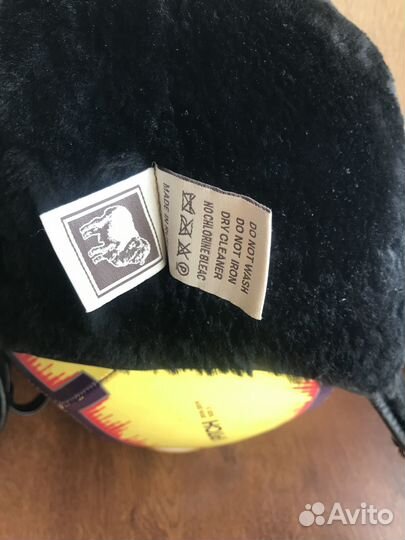 DO NOT WASH
DO NOT IRON
DRY CLEANER
NO CHLORINE BLEAC
MADE IN
Avito